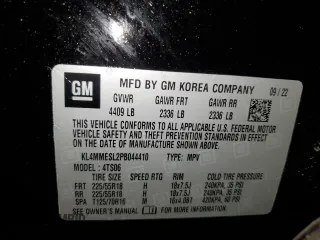 GM
MFD BY GM KOREA COMPANY 09/22
GVWR GAWR FRT GAWR RR
4409 LB 2336 LB 2336 LB
THIS VEHICLE CONFORMS TO ALL APPLICABLE U.S. FEDERAL MOTOR
VEHICLE SAFETY AND THEFT PREVENTION STANDARDS IN EFFECT
ON THE DATE OF MANUFACTURE SHOWN ABOVE.
KL4MMESL2PB044410 TYPE: MPV
MODEL: 4TS06
TIRE SIZE SPEED RTG RIM COLD TIRE PRESSURE
FRT 225/55R18 H 18x7.5J 240KPA, 35 PSI
RR 225/55R18 H 18x7.5J 240KPA, 35 PSI
SPA T125/70R16 M 16x4.00T 420KPA, 60 PSI
SEE OWNER'S MANUAL FOR ADDITIONAL INFORMATION.